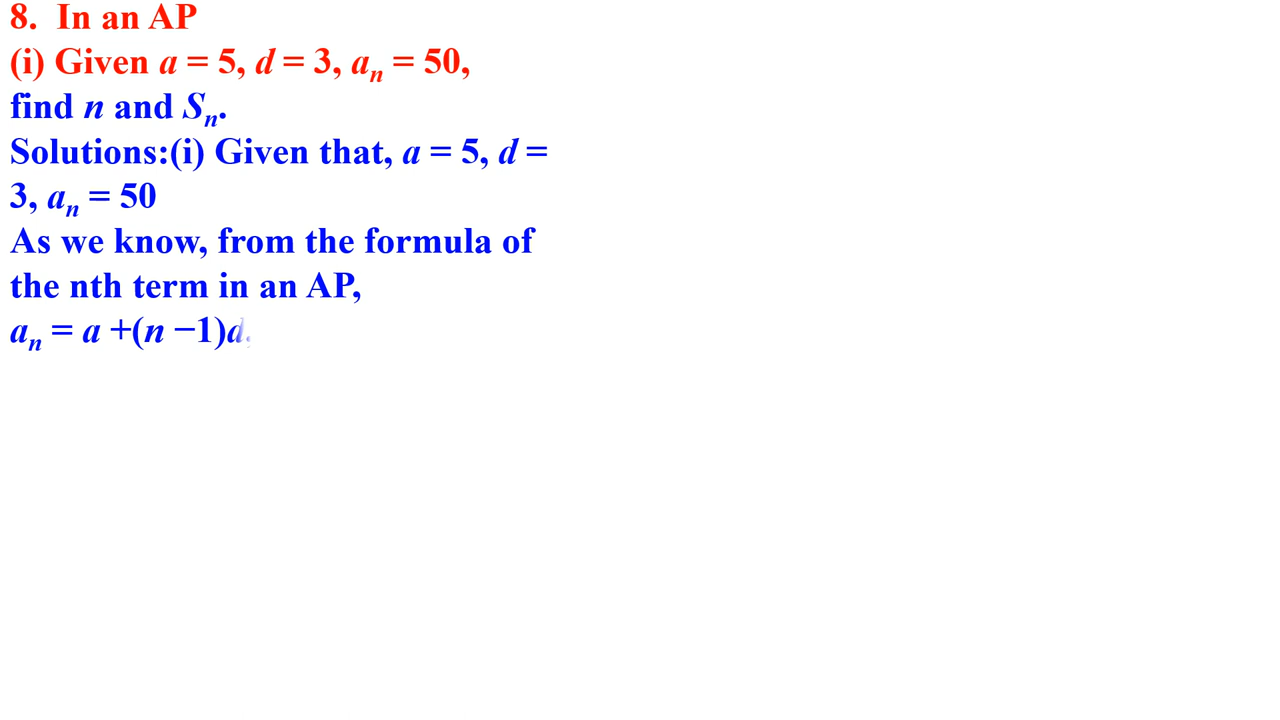 8.  In an AP
(i) Given a = 5, d = 3, aₙ = 50,
find n and Sₙ.
Solutions:(i) Given that, a = 5, d =
3, aₙ = 50
As we know, from the formula of
the nth term in an AP,
aₙ = a +(n −1)d,